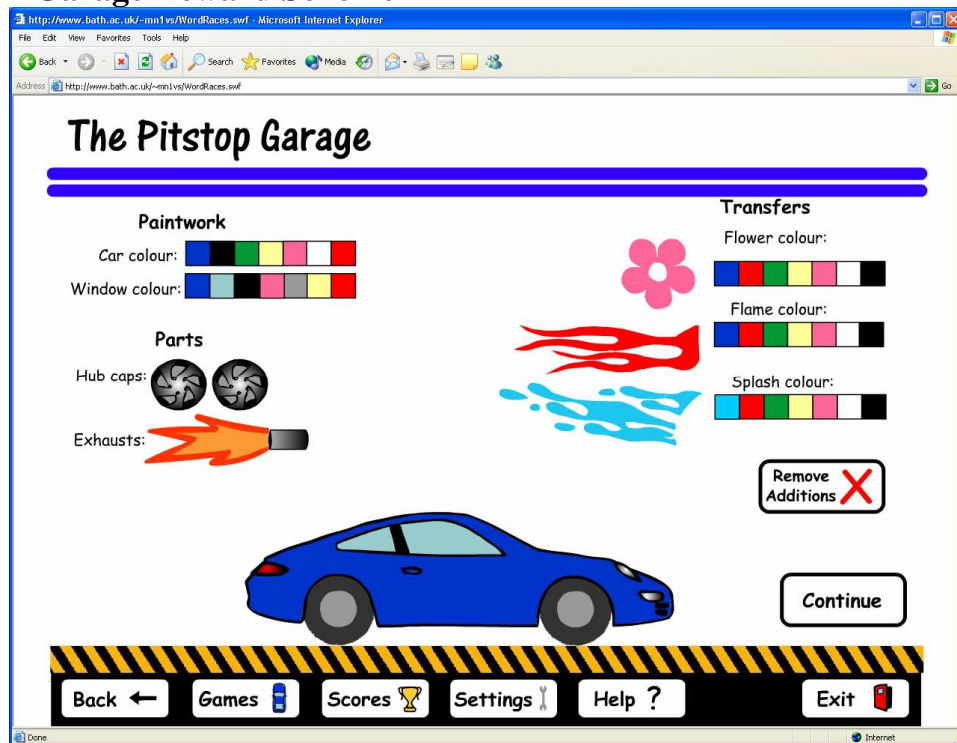 http://www.bath.ac.uk/~mn1vs/WordRaces.swf - Microsoft Internet Explorer
File Edit View Favorites Tools Help
Back Search Favorites Media
Address http://www.bath.ac.uk/~mn1vs/WordRaces.swf Go
The Pitstop Garage
Paintwork
Car colour:
Window colour:
Parts
Hub caps:
Exhausts:
Transfers
Flower colour:
Flame colour:
Splash colour:
Remove
Additions
Continue
Back Games Scores Settings Help ? Exit
Done Internet